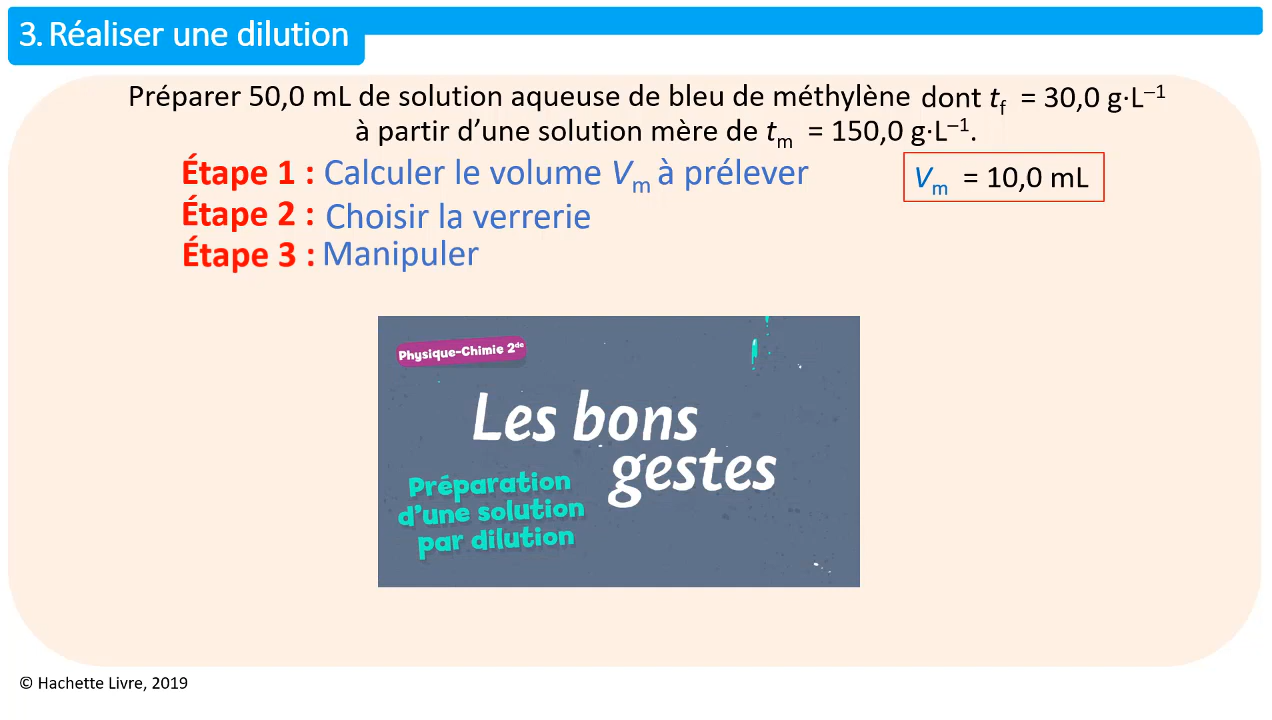 3. Réaliser une dilution
Préparer 50,0 mL de solution aqueuse de bleu de méthylène dont tf = 30,0 g·L–1
à partir d’une solution mère de tm = 150,0 g·L–1.
Étape 1 : Calculer le volume Vm à prélever
Vm = 10,0 mL
Étape 2 : Choisir la verrerie
Étape 3 : Manipuler
Physique-Chimie 2de
Les bons
gestes
Préparation
d’une solution
par dilution
© Hachette Livre, 2019